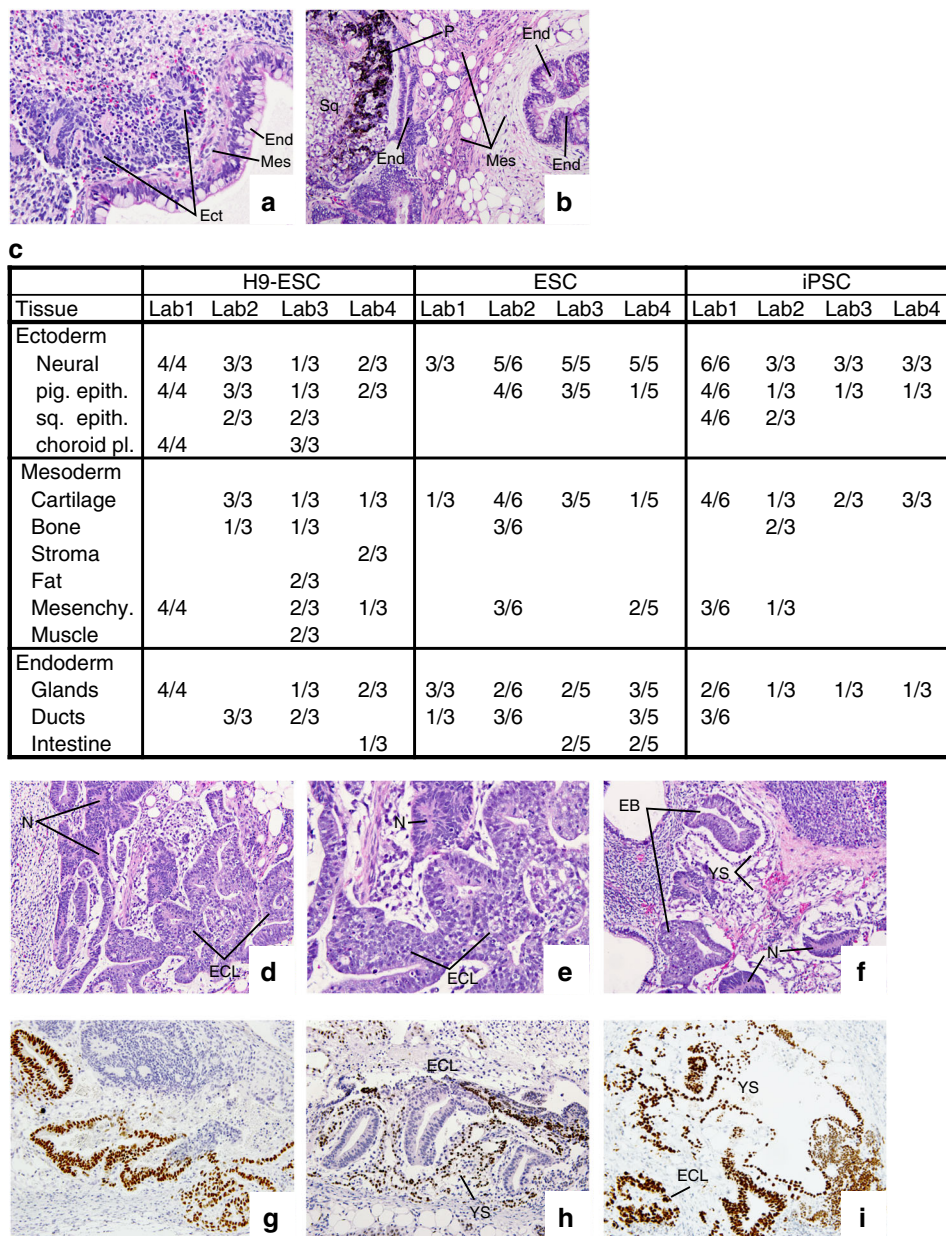 End
Mes
Ect
a
P
End
Sq
End
Mes
End
b
c
H9-ESC ESC iPSC
Tissue Lab1 Lab2 Lab3 Lab4 Lab1 Lab2 Lab3 Lab4 Lab1 Lab2 Lab3 Lab4
Ectoderm
Neural 4/4 3/3 1/3 2/3 3/3 5/6 5/5 5/5 6/6 3/3 3/3 3/3
pig. epith. 4/4 3/3 1/3 2/3 4/6 3/5 1/5 4/6 1/3 1/3 1/3
sq. epith. 2/3 2/3 4/6 2/3
choroid pl. 4/4 3/3
Mesoderm
Cartilage 3/3 1/3 1/3 1/3 4/6 3/5 1/5 4/6 1/3 2/3 3/3
Bone 1/3 1/3 3/6 2/3
Stroma 2/3
Fat 2/3
Mesenchy. 4/4 2/3 1/3 3/6 2/5 3/6 1/3
Muscle 2/3
Endoderm
Glands 4/4 1/3 2/3 3/3 2/6 2/5 3/5 2/6 1/3 1/3 1/3
Ducts 3/3 2/3 1/3 3/6 3/5 3/6
Intestine 1/3 2/5 2/5
N
ECL
d
N
ECL
e
EB
YS
N
f
g
ECL
YS
h
YS
ECL
i